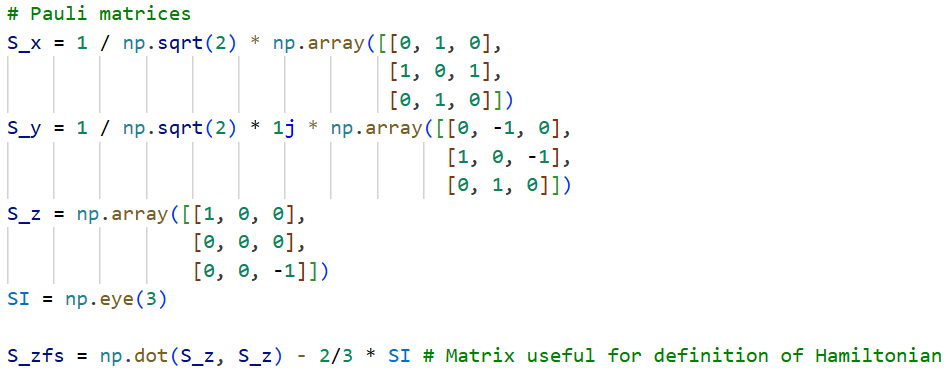 # Pauli matrices
S_x = 1 / np.sqrt(2) * np.array([[0, 1, 0],
[1, 0, 1],
[0, 1, 0]])
S_y = 1 / np.sqrt(2) * 1j * np.array([[0, -1, 0],
[1, 0, -1],
[0, 1, 0]])
S_z = np.array([[1, 0, 0],
[0, 0, 0],
[0, 0, -1]])
SI = np.eye(3)
S_zfs = np.dot(S_z, S_z) - 2/3 * SI # Matrix useful for definition of Hamiltonian